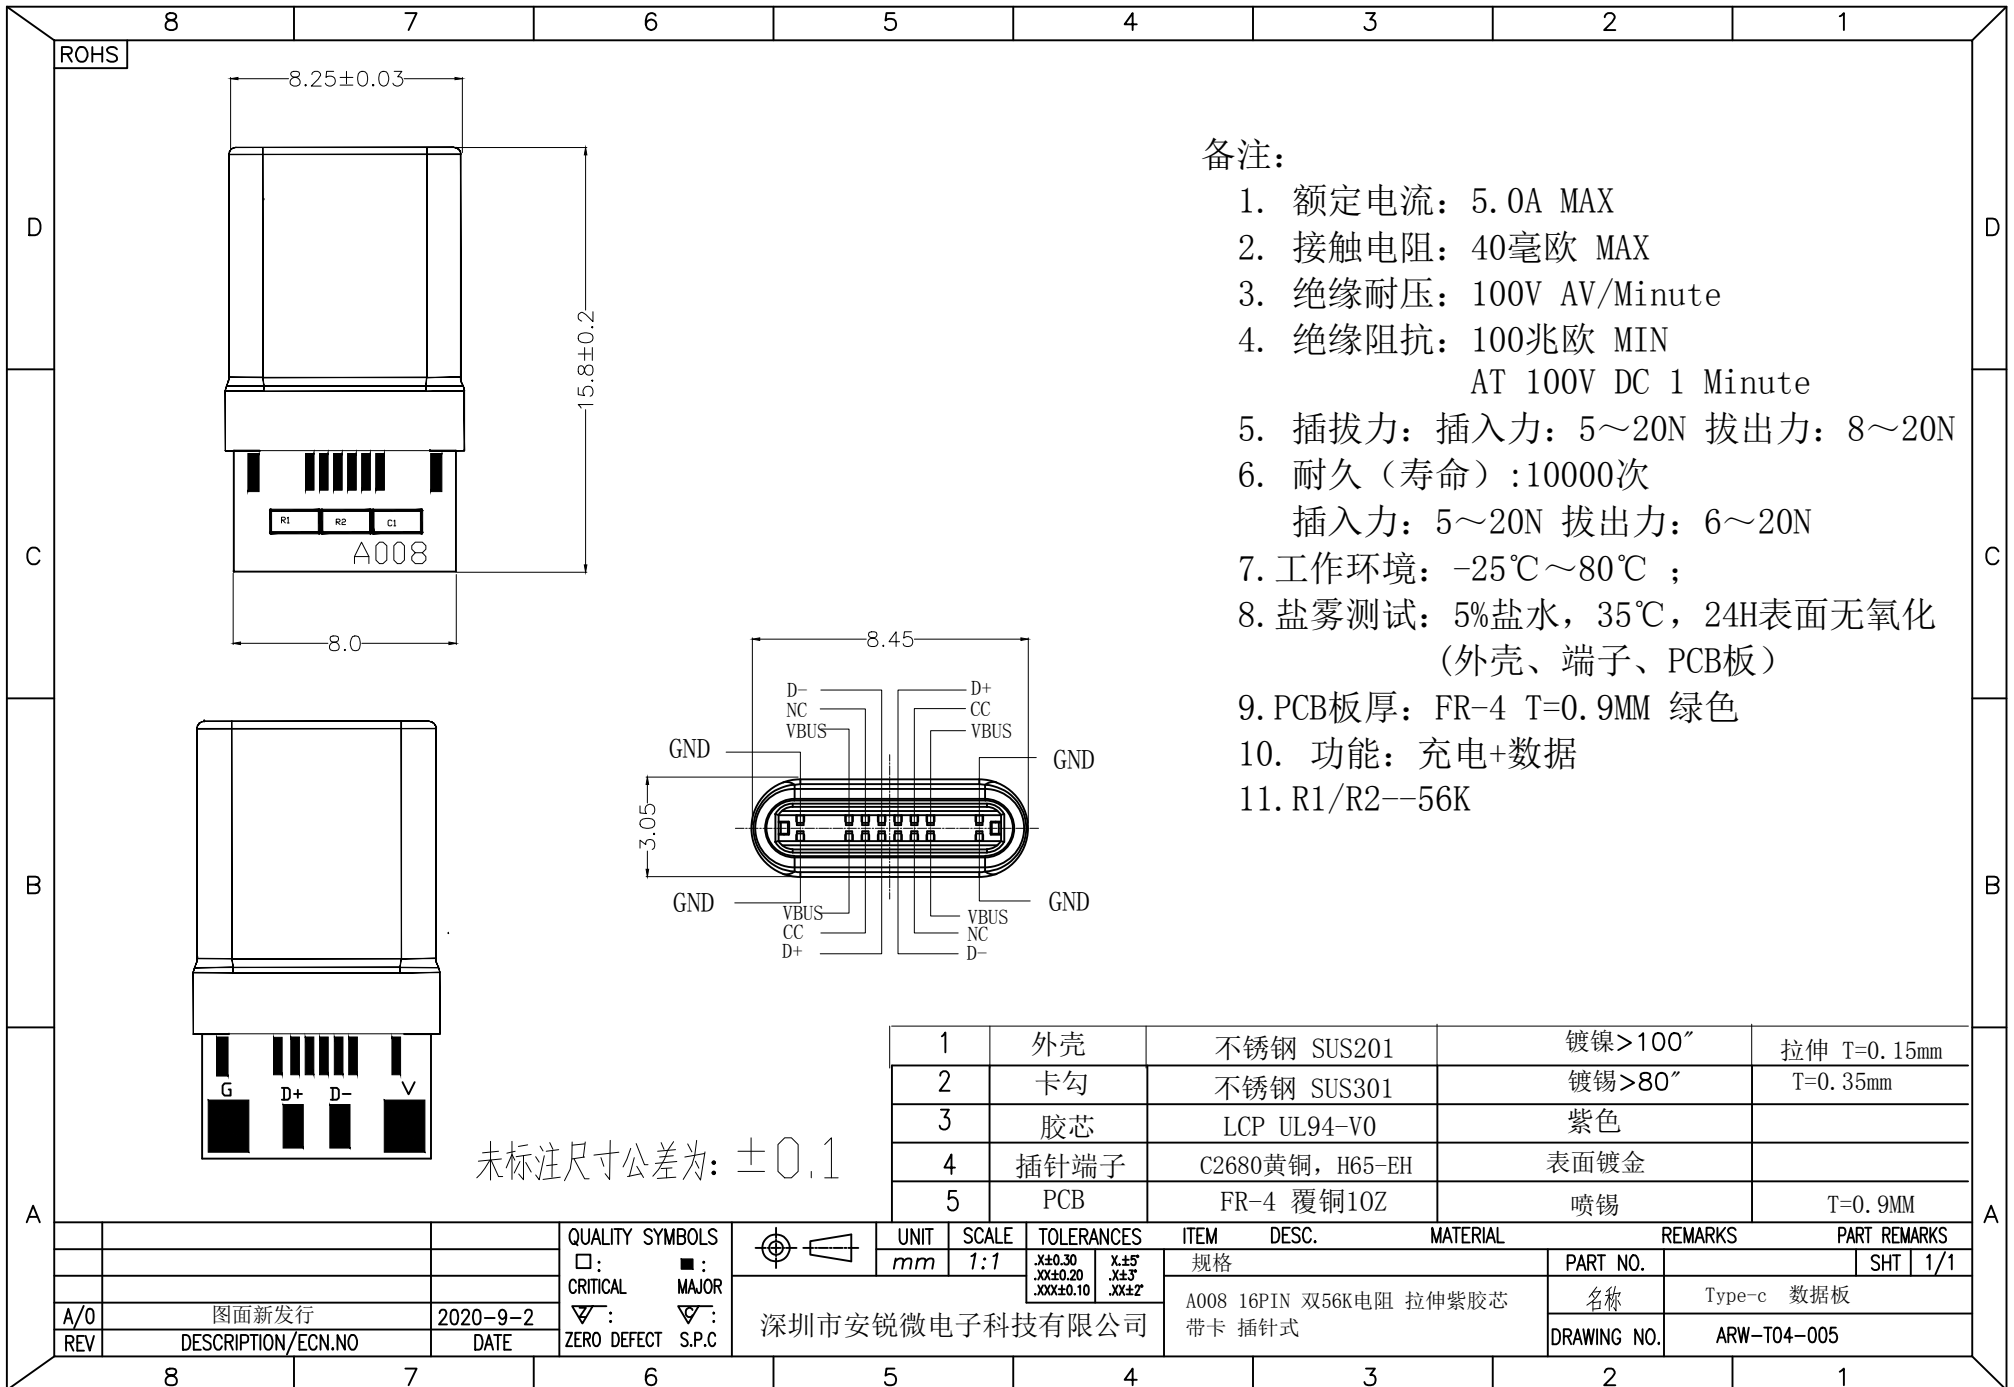 8 7 6 5 4 3 2 1
ROHS
8.25±0.03
15.8±0.2
R1 R2 C1
A008
8.0
D D
C C
B B
A A
备注:
1. 额定电流: 5.0A MAX
2. 接触电阻: 40毫欧 MAX
3. 绝缘耐压: 100V AV/Minute
4. 绝缘阻抗: 100兆欧 MIN
AT 100V DC 1 Minute
5. 插拔力: 插入力: 5～20N 拔出力: 8～20N
6. 耐久（寿命）:10000次
插入力: 5～20N 拔出力: 6～20N
7.工作环境: -25℃～80℃ ;
8.盐雾测试: 5%盐水, 35℃, 24H表面无氧化
(外壳、端子、PCB板）
9.PCB板厚: FR-4 T=0.9MM 绿色
10. 功能: 充电+数据
11.R1/R2--56K
8.45
D- D+
NC CC
VBUS VBUS
GND GND
3.05
GND GND
VBUS VBUS
CC NC
D+ D-
G D+ D- V
未标注尺寸公差为: ±0.1
1 外壳 不锈钢 SUS201 镀镍>100" 拉伸 T=0.15mm
2 卡勾 不锈钢 SUS301 镀锡>80" T=0.35mm
3 胶芯 LCP UL94-V0 紫色
4 插针端子 C2680黄铜, H65-EH 表面镀金
5 PCB FR-4 覆铜1OZ 喷锡 T=0.9MM
ITEM DESC. MATERIAL REMARKS PART REMARKS
QUALITY SYMBOLS
□: ■:
CRITICAL MAJOR
Z: C:
ZERO DEFECT S.P.C
UNIT SCALE TOLERANCES
mm 1:1
.X±0.30 X.±5°
.XX±0.20 .X±3°
.XXX±0.10 .XX±2°
深圳市安锐微电子科技有限公司
规格
A008 16PIN 双56K电阻 拉伸紫胶芯
带卡 插针式
PART NO. SHT 1/1
名称 Type-c 数据板
DRAWING NO. ARW-T04-005
A/0 图面新发行 2020-9-2
REV DESCRIPTION/ECN.NO DATE
8 7 6 5 4 3 2 1